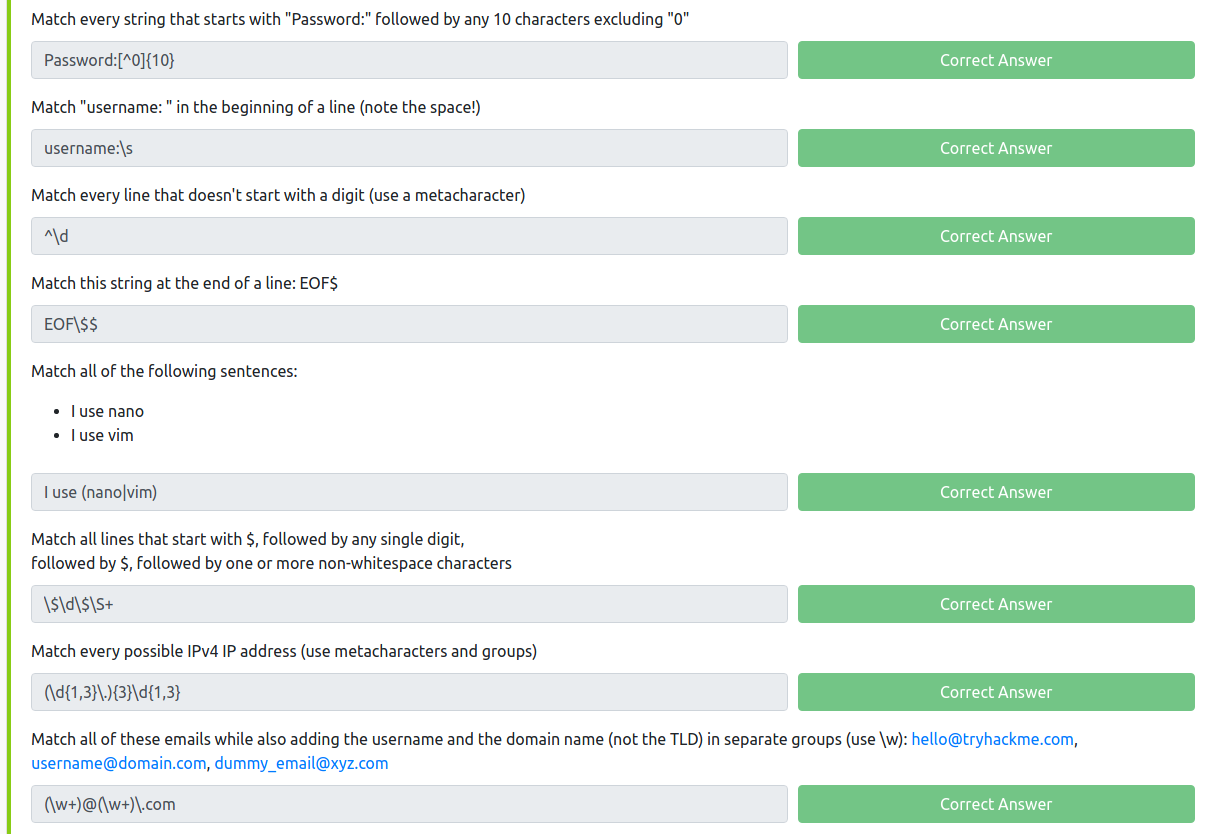 Match every string that starts with "Password:" followed by any 10 characters excluding "0"
Password:[^0]{10}
Correct Answer
Match "username: " in the beginning of a line (note the space!)
username:\s
Correct Answer
Match every line that doesn't start with a digit (use a metacharacter)
^\d
Correct Answer
Match this string at the end of a line: EOF$
EOF\$$
Correct Answer
Match all of the following sentences:
• I use nano
• I use vim
I use (nano|vim)
Correct Answer
Match all lines that start with $, followed by any single digit,
followed by $, followed by one or more non-whitespace characters
\$\d\$\S+
Correct Answer
Match every possible IPv4 IP address (use metacharacters and groups)
(\d{1,3}\.){3}\d{1,3}
Correct Answer
Match all of these emails while also adding the username and the domain name (not the TLD) in separate groups (use \w): hello@tryhackme.com,
username@domain.com, dummy_email@xyz.com
(\w+)@(\w+)\.com
Correct Answer